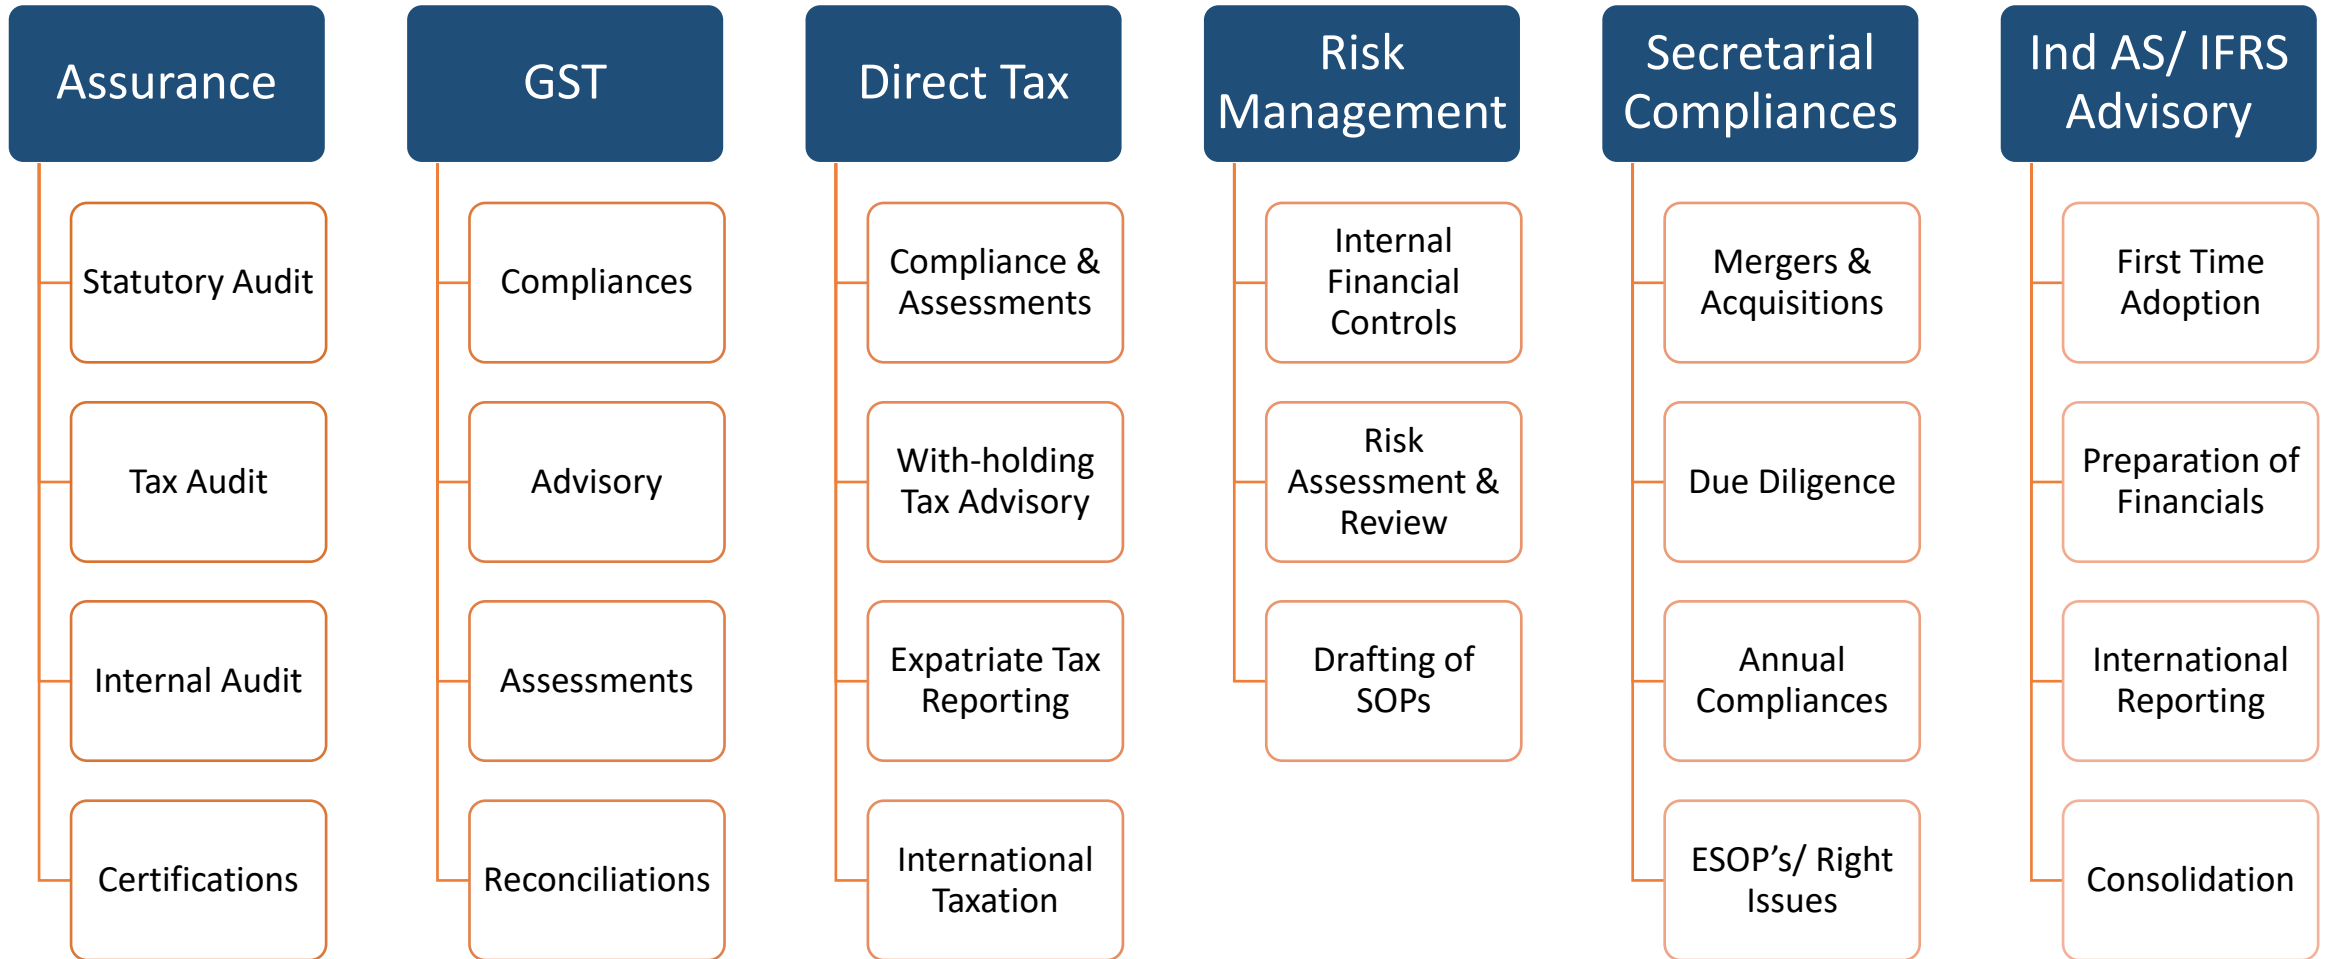 Assurance
Statutory Audit
Tax Audit
Internal Audit
Certifications
GST
Compliances
Advisory
Assessments
Reconciliations
Direct Tax
Compliance &
Assessments
With-holding
Tax Advisory
Expatriate Tax
Reporting
International
Taxation
Risk
Management
Internal
Financial
Controls
Risk
Assessment &
Review
Drafting of
SOPs
Secretarial
Compliances
Mergers &
Acquisitions
Due Diligence
Annual
Compliances
ESOP’s/ Right
Issues
Ind AS/ IFRS
Advisory
First Time
Adoption
Preparation of
Financials
International
Reporting
Consolidation